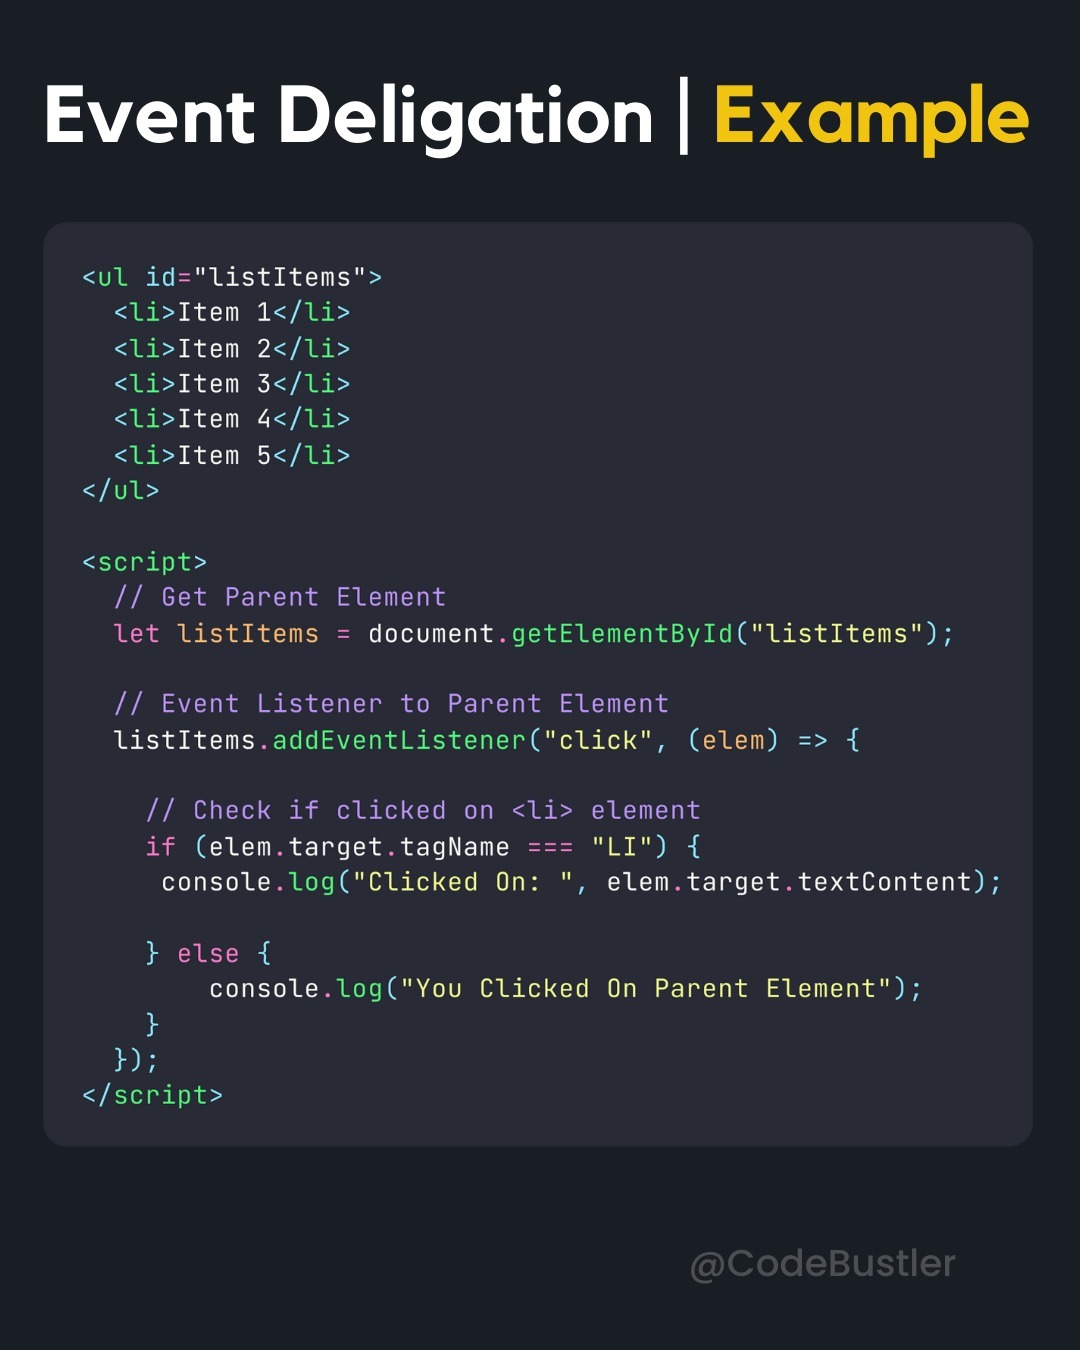 Event Deligation | Example
<ul id="listItems">
  <li>Item 1</li>
  <li>Item 2</li>
  <li>Item 3</li>
  <li>Item 4</li>
  <li>Item 5</li>
</ul>
<script>
  // Get Parent Element
  let listItems = document.getElementById("listItems");
  // Event Listener to Parent Element
  listItems.addEventListener("click", (elem) => {
    // Check if clicked on <li> element
    if (elem.target.tagName === "LI") {
     console.log("Clicked On: ", elem.target.textContent);
    } else {
        console.log("You Clicked On Parent Element");
    }
  });
</script>
@CodeBustler